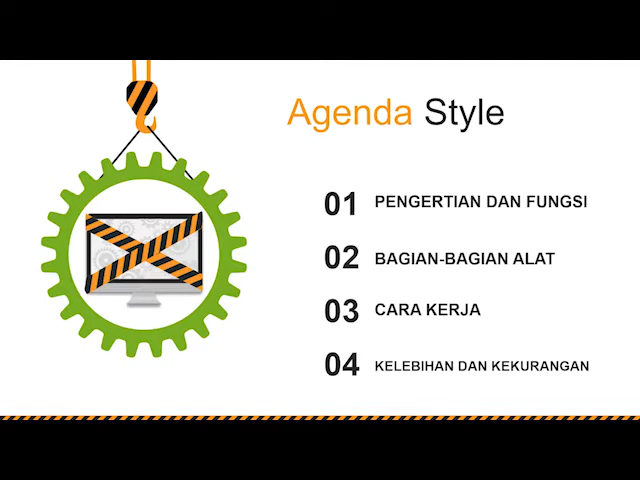 Agenda Style
01 PENGERTIAN DAN FUNGSI
02 BAGIAN-BAGIAN ALAT
03 CARA KERJA
04 KELEBIHAN DAN KEKURANGAN